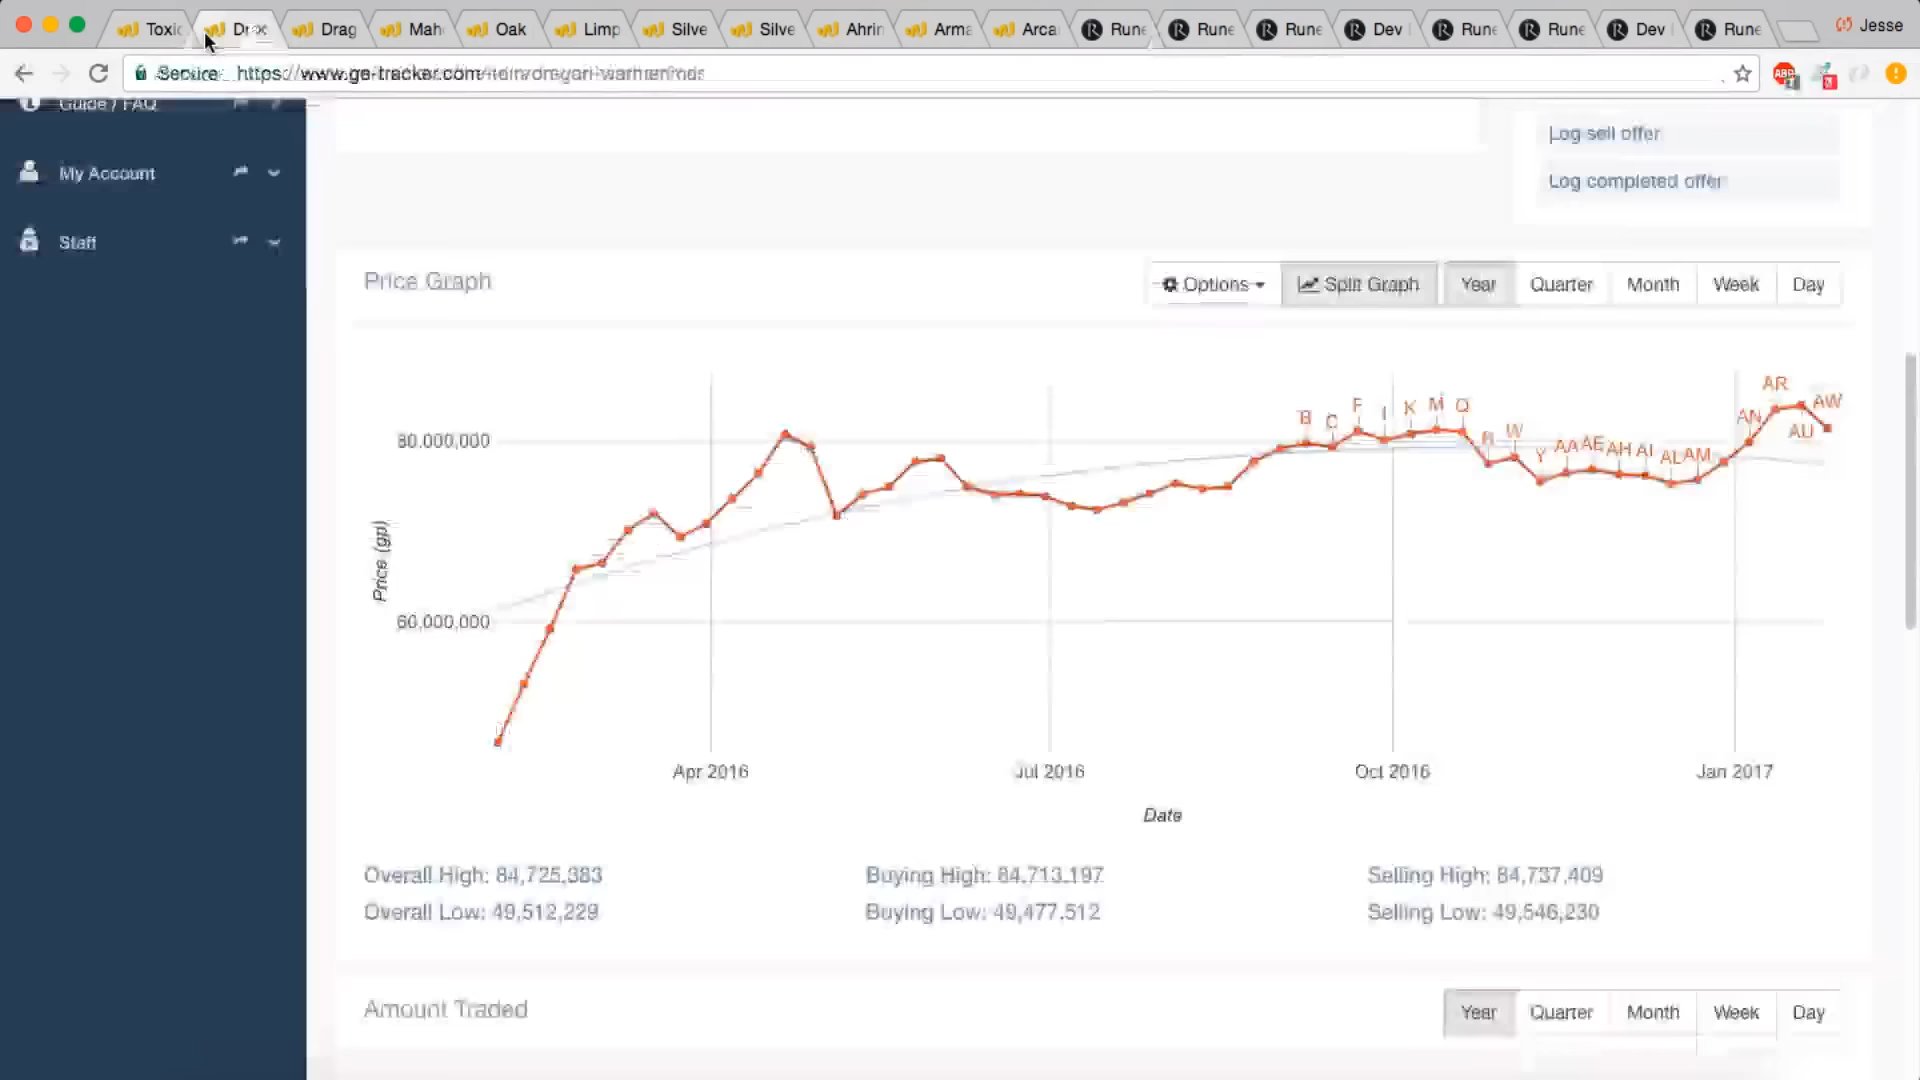 Toxic Drac Drag Mah Oak Limp Silve Silve Ahrin Arma Arca Rune Rune Rune Dev Rune Rune Dev Rune Jesse
Secure https://www.ge-tracker.com
Guide / FAQ
My Account
Staff
Log sell offer
Log completed offer
Price Graph
Options Split Graph Year Quarter Month Week Day
AR
AN AU AW
B C F I K M Q
R W Y AA AE AH AI AL AM
80,000,000
60,000,000
Price (gp)
Apr 2016 Jul 2016 Oct 2016 Jan 2017
Date
Overall High: 84,725,383 Buying High: 84,713,197 Selling High: 84,737,409
Overall Low: 49,512,229 Buying Low: 49,477,512 Selling Low: 49,546,230
Amount Traded
Year Quarter Month Week Day